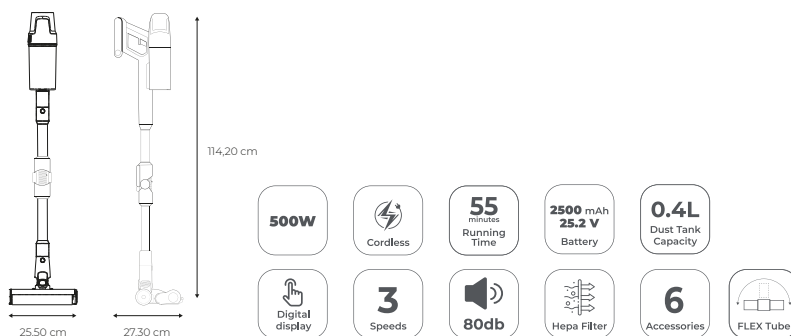 114,20 cm
25,50 cm
27,30 cm
500W
Cordless
55
minutes
Running
Time
2500 mAh
25.2 V
Battery
0.4L
Dust Tank
Capacity
Digital
display
3
Speeds
80db
Hepa Filter
6
Accessories
FLEX Tube